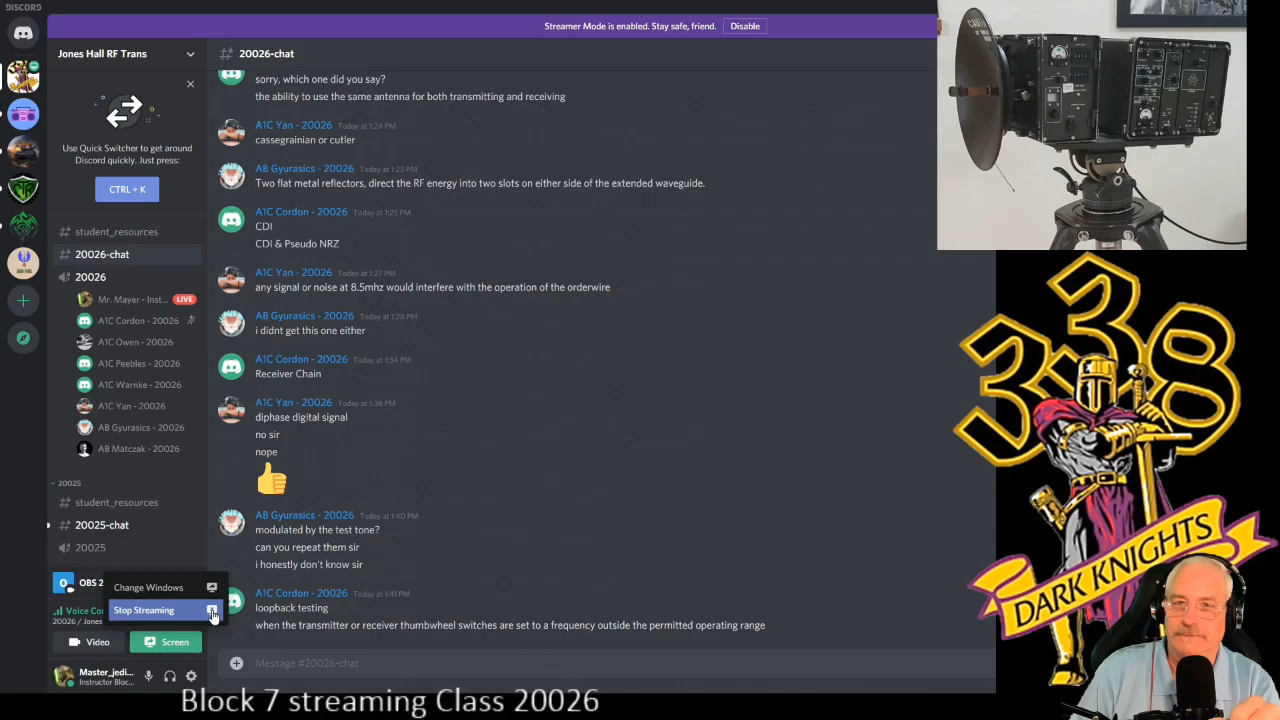 DISCORD
Streamer Mode is enabled. Stay safe, friend. Disable
Jones Hall RF Trans
Use Quick Switcher to get around
Discord quickly. Just press:
CTRL + K
student_resources
20026-chat
20026
Mr. Mayer - Inst... LIVE
A1C Cordon - 20026
A1C Owen - 20026
A1C Peebles - 20026
A1C Warnke - 20026
A1C Yan - 20026
AB Gyurasics - 20026
AB Matczak - 20026
20025
student_resources
20025-chat
20025
OBS 2
Change Windows
Stop Streaming
Voice Con
20026 / Jones
Video
Screen
Master_jedi...
Instructor Bloc...
# 20026-chat
sorry, which one did you say?
the ability to use the same antenna for both transmitting and receiving
A1C Yan - 20026 Today at 1:24 PM
cassegrainian or cutler
AB Gyurasics - 20026 Today at 1:25 PM
Two flat metal reflectors, direct the RF energy into two slots on either side of the extended waveguide.
A1C Cordon - 20026 Today at 1:25 PM
CDI
CDI & Pseudo NRZ
A1C Yan - 20026 Today at 1:27 PM
any signal or noise at 8.5mhz would interfere with the operation of the orderwire
AB Gyurasics - 20026 Today at 1:28 PM
i didnt get this one either
A1C Cordon - 20026 Today at 1:34 PM
Receiver Chain
A1C Yan - 20026 Today at 1:38 PM
diphase digital signal
no sir
nope
AB Gyurasics - 20026 Today at 1:40 PM
modulated by the test tone?
can you repeat them sir
i honestly don't know sir
A1C Cordon - 20026 Today at 1:41 PM
loopback testing
when the transmitter or receiver thumbwheel switches are set to a frequency outside the permitted operating range
Message #20026-chat
CAUTION
338
DARK KNIGHTS
Block 7 streaming Class 20026